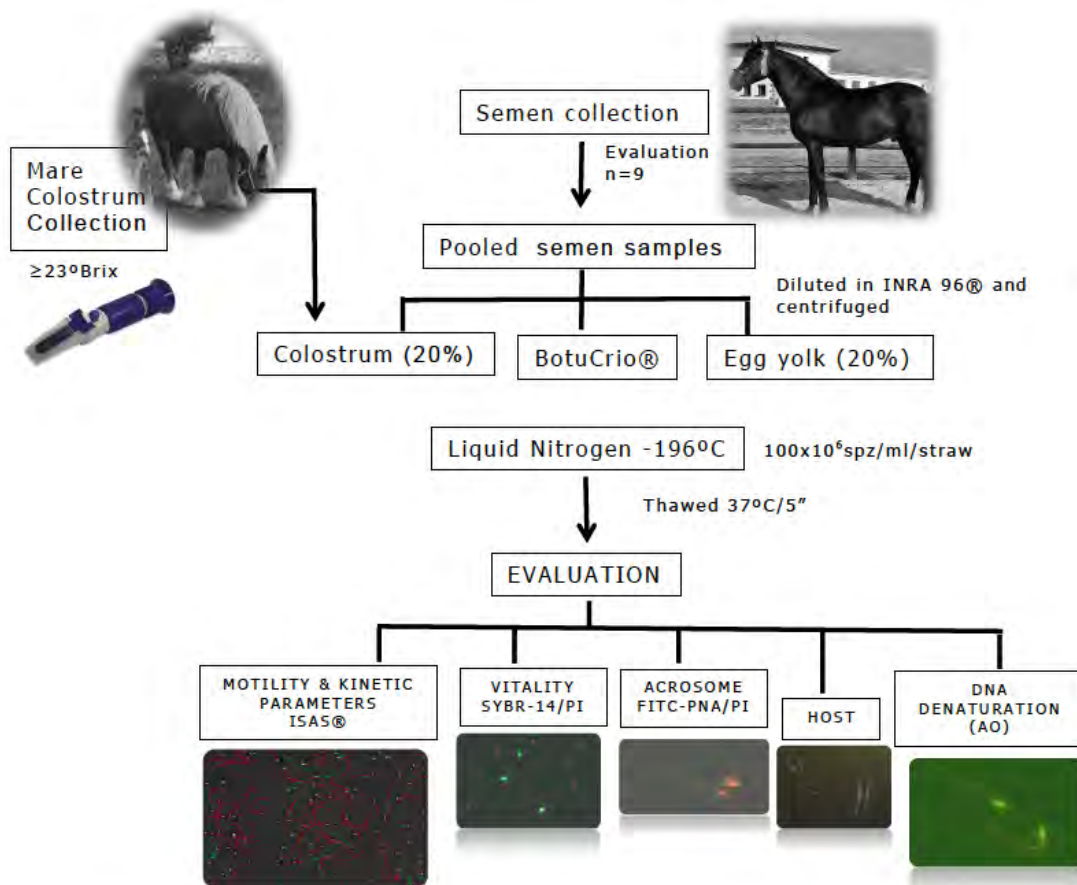 Semen collection
Evaluation
n=9
Mare
Colostrum
Collection
≥23ºBrix
Pooled semen samples
Diluted in INRA 96® and
centrifuged
Colostrum (20%)
BotuCrio®
Egg yolk (20%)
Liquid Nitrogen -196ºC
100x10⁶spz/ml/straw
Thawed 37ºC/5”
EVALUATION
MOTILITY & KINETIC
PARAMETERS
ISAS®
VITALITY
SYBR-14/PI
ACROSOME
FITC-PNA/PI
HOST
DNA
DENATURATION
(AO)